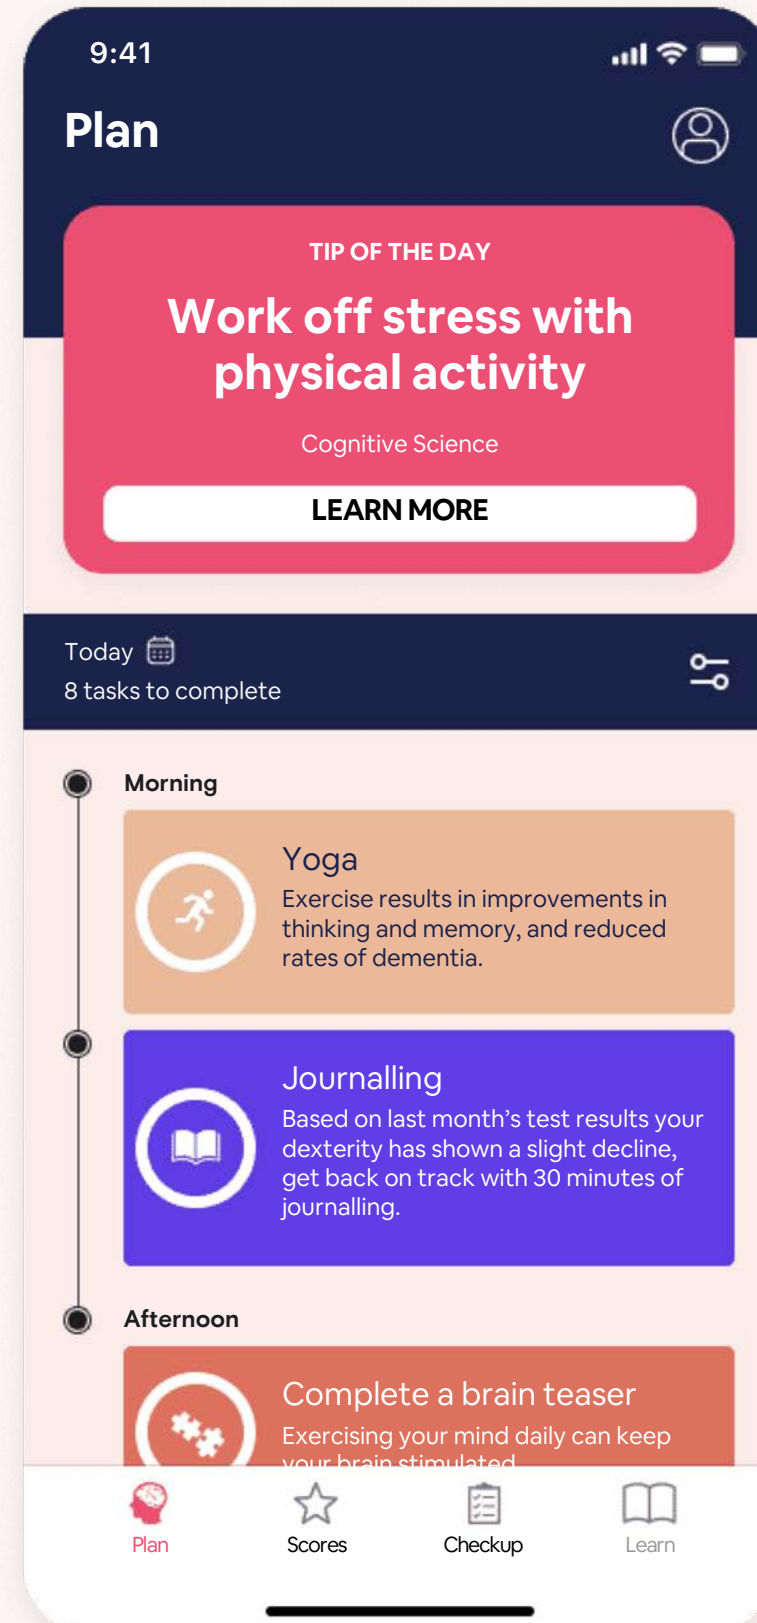 9:41
Plan
TIP OF THE DAY
Work off stress with
physical activity
Cognitive Science
LEARN MORE
Today
8 tasks to complete
Morning
Yoga
Exercise results in improvements in
thinking and memory, and reduced
rates of dementia.
Journalling
Based on last month’s test results your
dexterity has shown a slight decline,
get back on track with 30 minutes of
journalling.
Afternoon
Complete a brain teaser
Exercising your mind daily can keep
your brain stimulated
Plan
Scores
Checkup
Learn